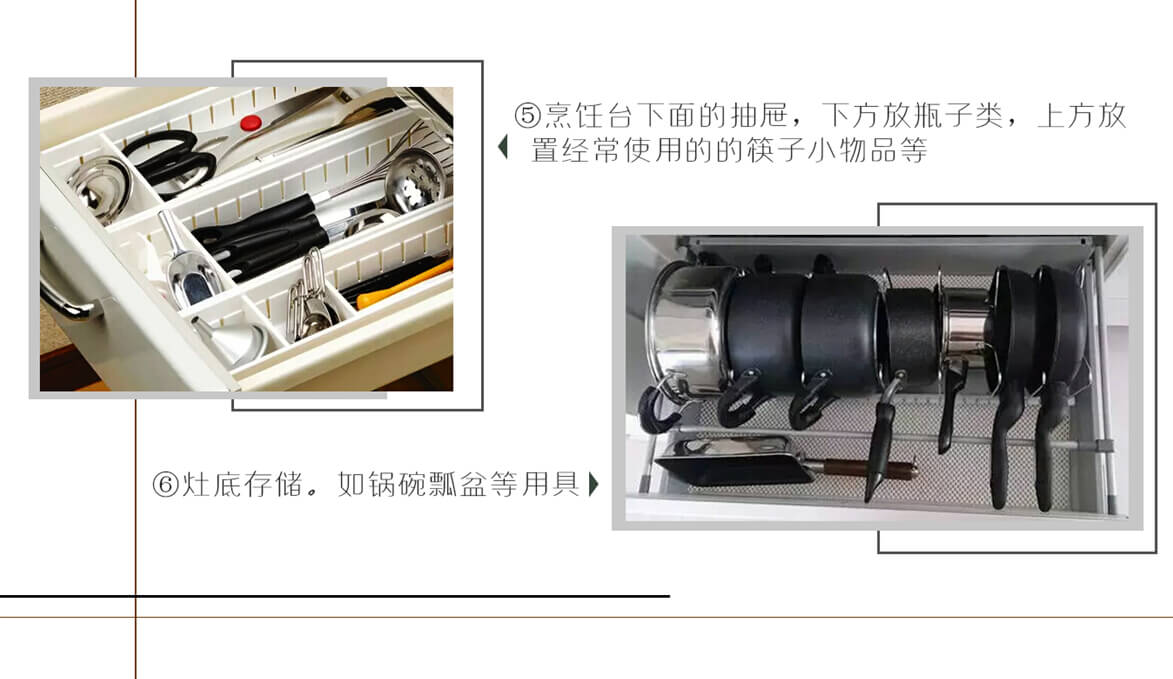 ⑤烹饪台下面的抽屉，下方放瓶子类，上方放
置经常使用的的筷子小物品等
⑥灶底存储。如锅碗瓢盆等用具